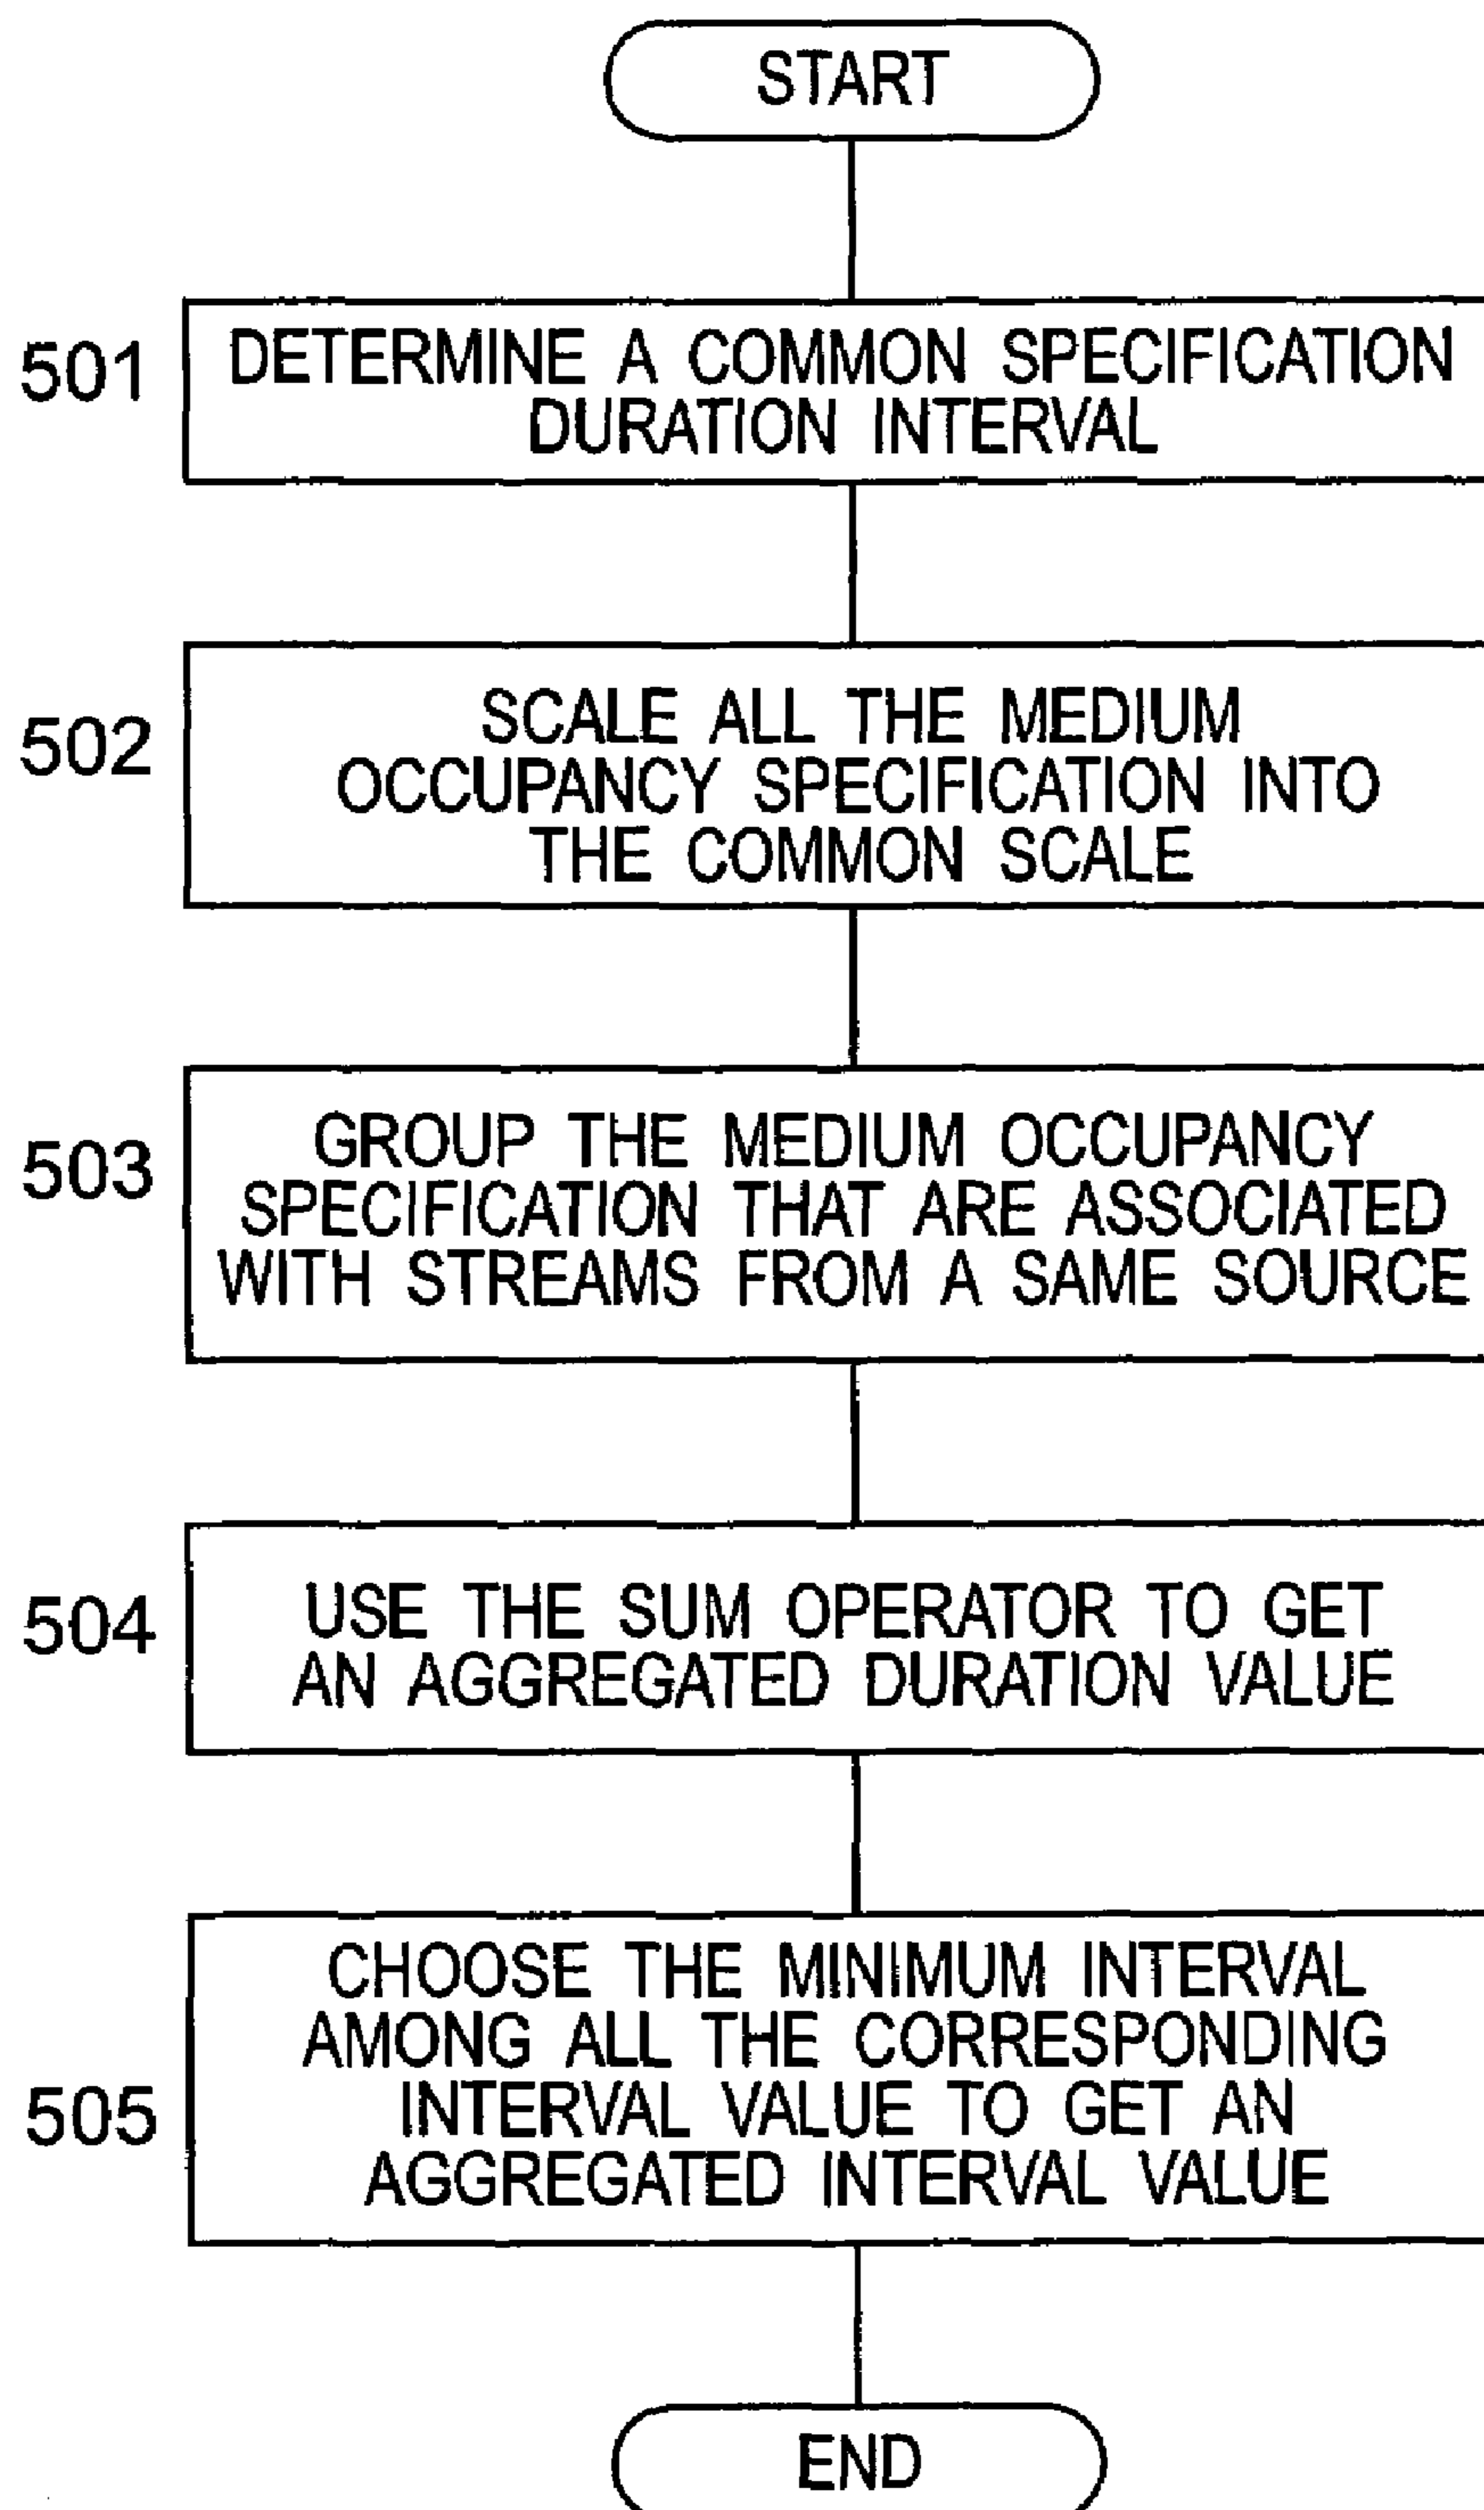 START
501
DETERMINE A COMMON SPECIFICATION
DURATION INTERVAL
502
SCALE ALL THE MEDIUM
OCCUPANCY SPECIFICATION INTO
THE COMMON SCALE
503
GROUP THE MEDIUM OCCUPANCY
SPECIFICATION THAT ARE ASSOCIATED
WITH STREAMS FROM A SAME SOURCE
504
USE THE SUM OPERATOR TO GET
AN AGGREGATED DURATION VALUE
505
CHOOSE THE MINIMUM INTERVAL
AMONG ALL THE CORRESPONDING
INTERVAL VALUE TO GET AN
AGGREGATED INTERVAL VALUE
END